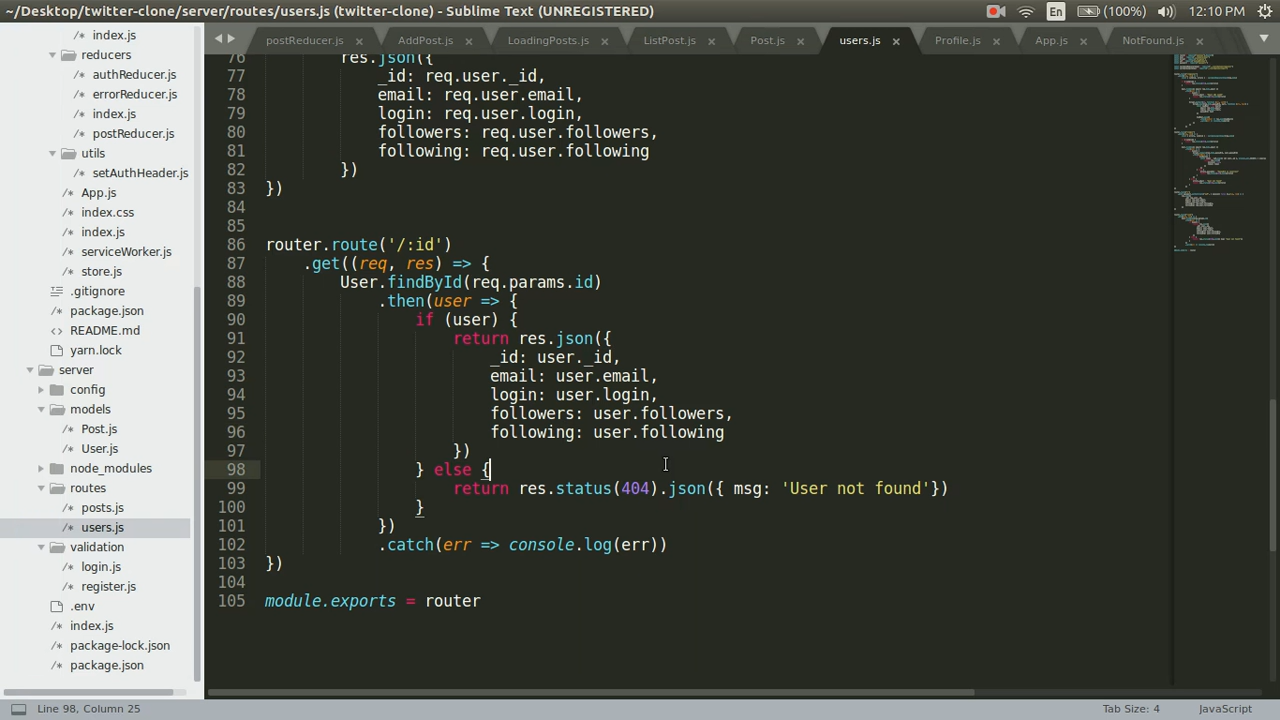 ~/Desktop/twitter-clone/server/routes/users.js (twitter-clone) - Sublime Text (UNREGISTERED)
En (100%) 12:10 PM
postReducer.js × AddPost.js × LoadingPosts.js × ListPost.js × Post.js × users.js × Profile.js × App.js × NotFound.js ×
index.js
reducers
/* authReducer.js
/* errorReducer.js
/* index.js
/* postReducer.js
utils
/* setAuthHeader.js
/* App.js
/* index.css
/* index.js
/* serviceWorker.js
/* store.js
.gitignore
/* package.json
<> README.md
/* yarn.lock
server
config
models
/* Post.js
/* User.js
node_modules
routes
/* posts.js
/* users.js
validation
/* login.js
/* register.js
/* .env
/* index.js
/* package-lock.json
/* package.json
76 res.json({
77 _id: req.user._id,
78 email: req.user.email,
79 login: req.user.login,
80 followers: req.user.followers,
81 following: req.user.following
82 })
83 })
84
85
86 router.route('/:id')
87 .get((req, res) => {
88 User.findById(req.params.id)
89 .then(user => {
90 if (user) {
91 return res.json({
92 _id: user._id,
93 email: user.email,
94 login: user.login,
95 followers: user.followers,
96 following: user.following
97 })
98 } else {
99 return res.status(404).json({ msg: 'User not found'})
100 }
101 })
102 .catch(err => console.log(err))
103 })
104
105 module.exports = router
Line 98, Column 25 Tab Size: 4 JavaScript